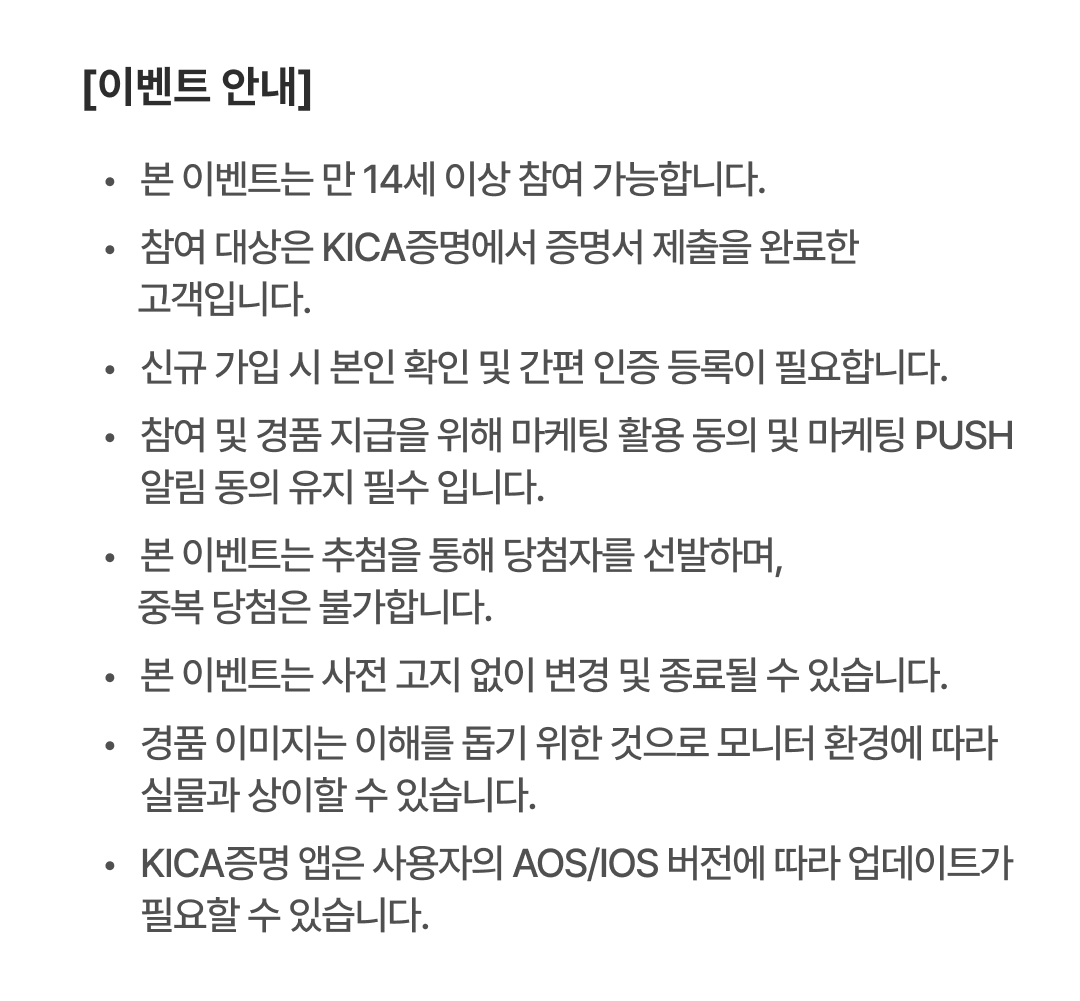 [이벤트 안내]
• 본 이벤트는 만 14세 이상 참여 가능합니다.
• 참여 대상은 KICA증명에서 증명서 제출을 완료한
고객입니다.
• 신규 가입 시 본인 확인 및 간편 인증 등록이 필요합니다.
• 참여 및 경품 지급을 위해 마케팅 활용 동의 및 마케팅 PUSH
알림 동의 유지 필수 입니다.
• 본 이벤트는 추첨을 통해 당첨자를 선발하며,
중복 당첨은 불가합니다.
• 본 이벤트는 사전 고지 없이 변경 및 종료될 수 있습니다.
• 경품 이미지는 이해를 돕기 위한 것으로 모니터 환경에 따라
실물과 상이할 수 있습니다.
• KICA증명 앱은 사용자의 AOS/IOS 버전에 따라 업데이트가
필요할 수 있습니다.